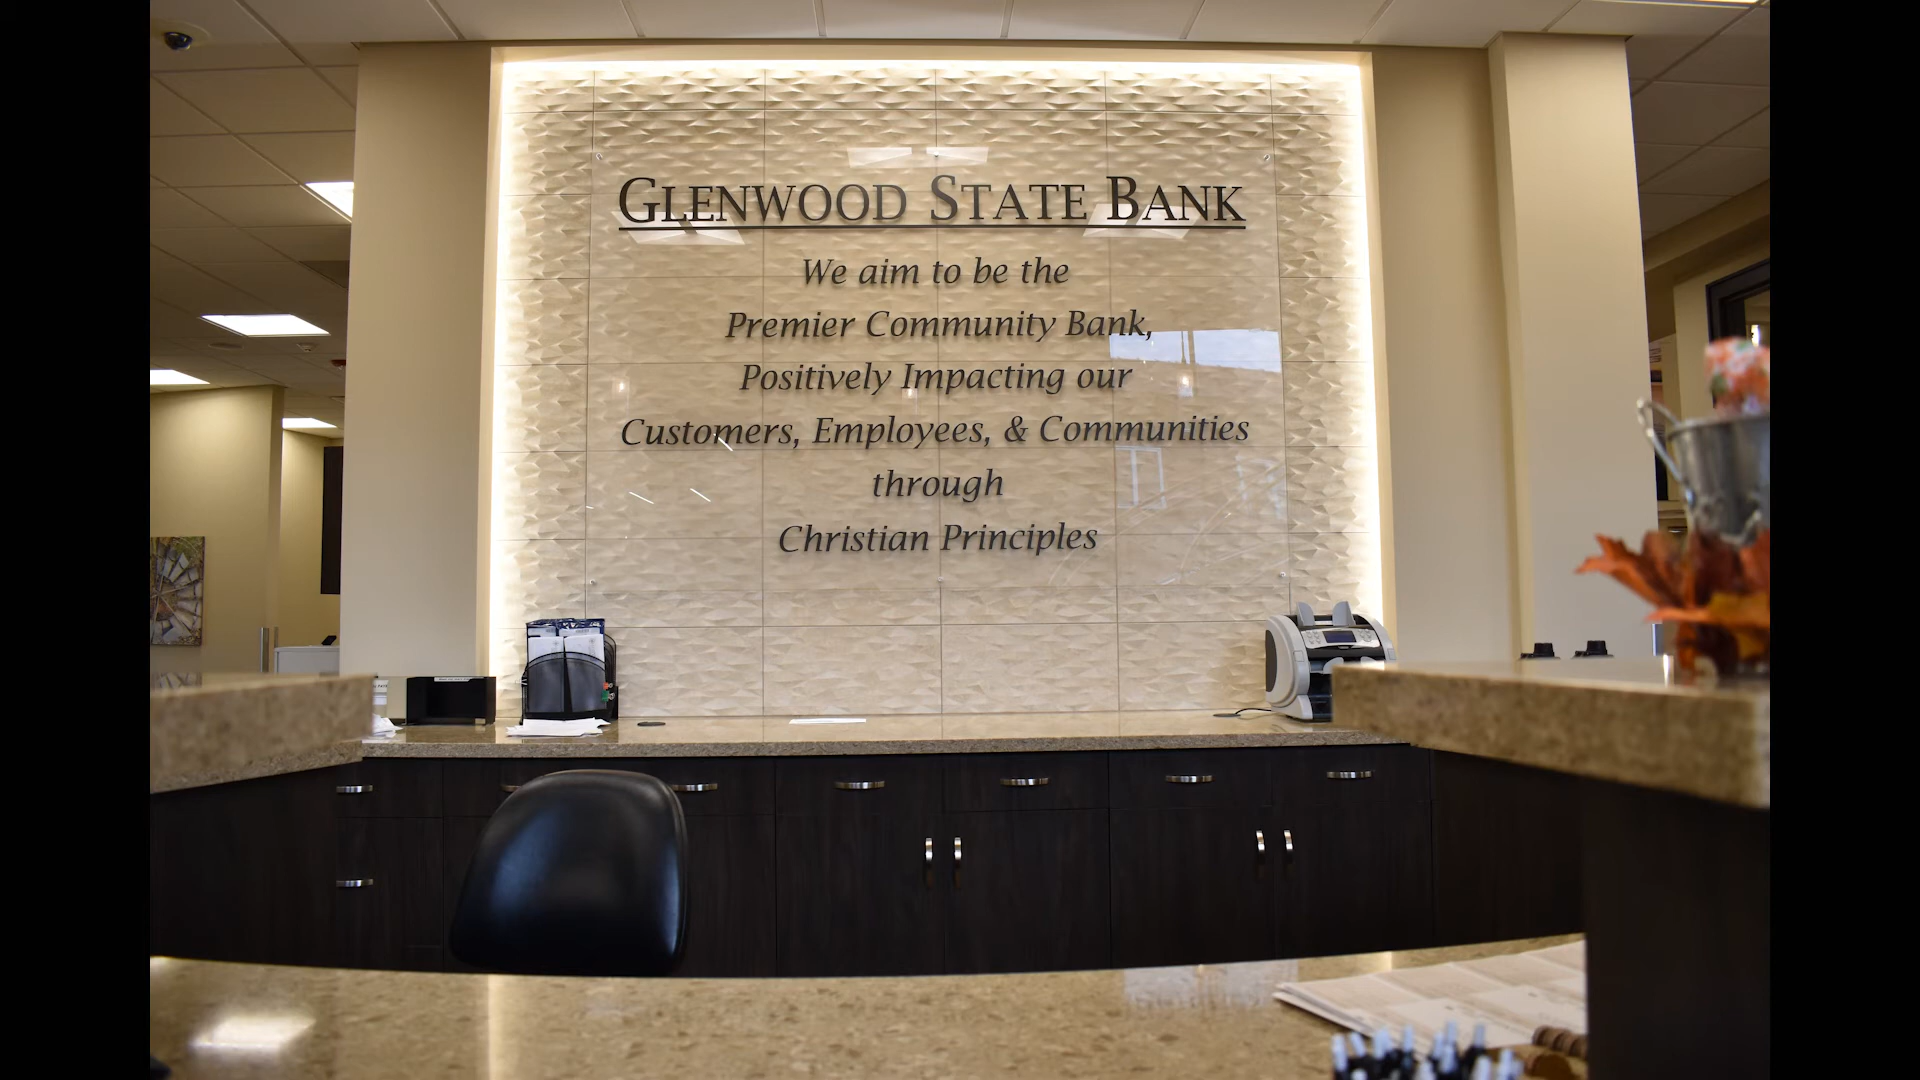 GLENWOOD STATE BANK
We aim to be the
Premier Community Bank,
Positively Impacting our
Customers, Employees, & Communities
through
Christian Principles